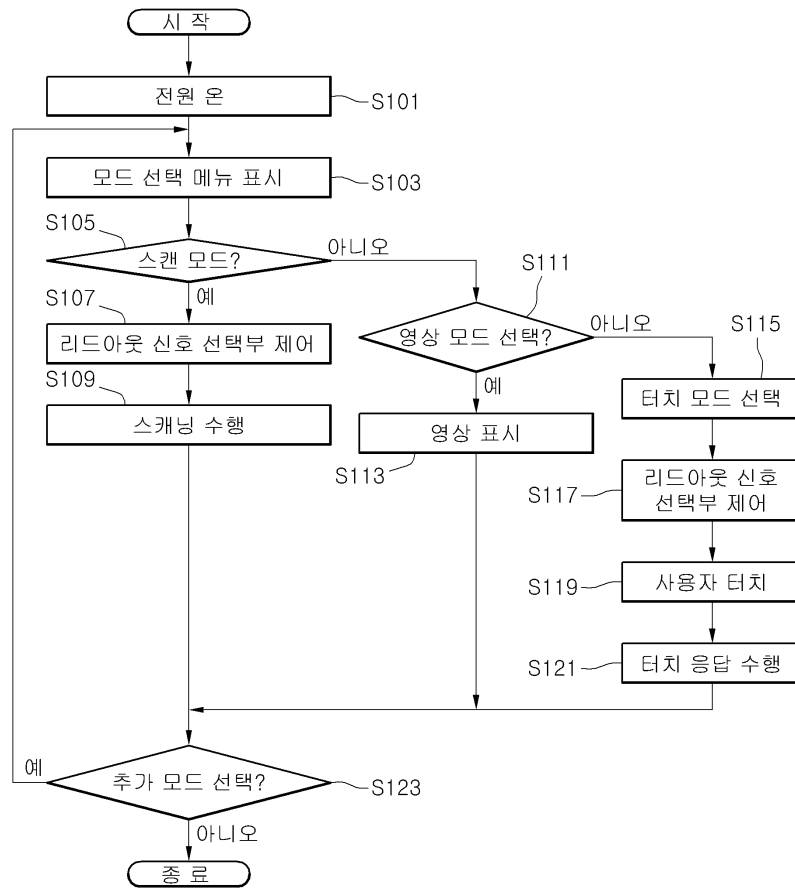 시 작
전원 온
S101
모드 선택 메뉴 표시
S103
S105
스캔 모드?
아니오
예
S107
리드아웃 신호 선택부 제어
S109
스캐닝 수행
S111
영상 모드 선택?
아니오
예
영상 표시
S113
S115
터치 모드 선택
리드아웃 신호
선택부 제어
S117
사용자 터치
S119
터치 응답 수행
S121
추가 모드 선택?
예
S123
아니오
종 료